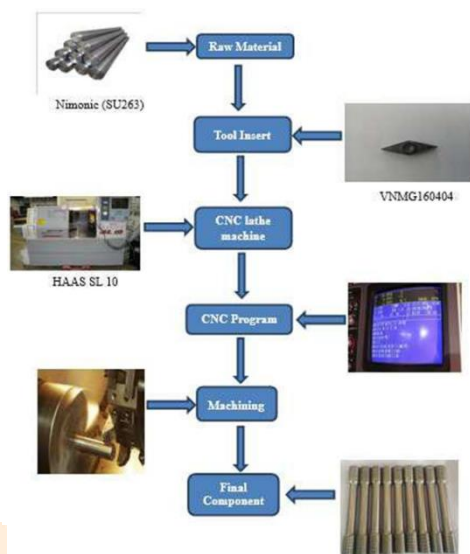 Raw Material
Nimonic (SU263)
Tool Insert
VNMG160404
CNC lathe
machine
HAAS SL 10
CNC Program
Machining
Final
Component